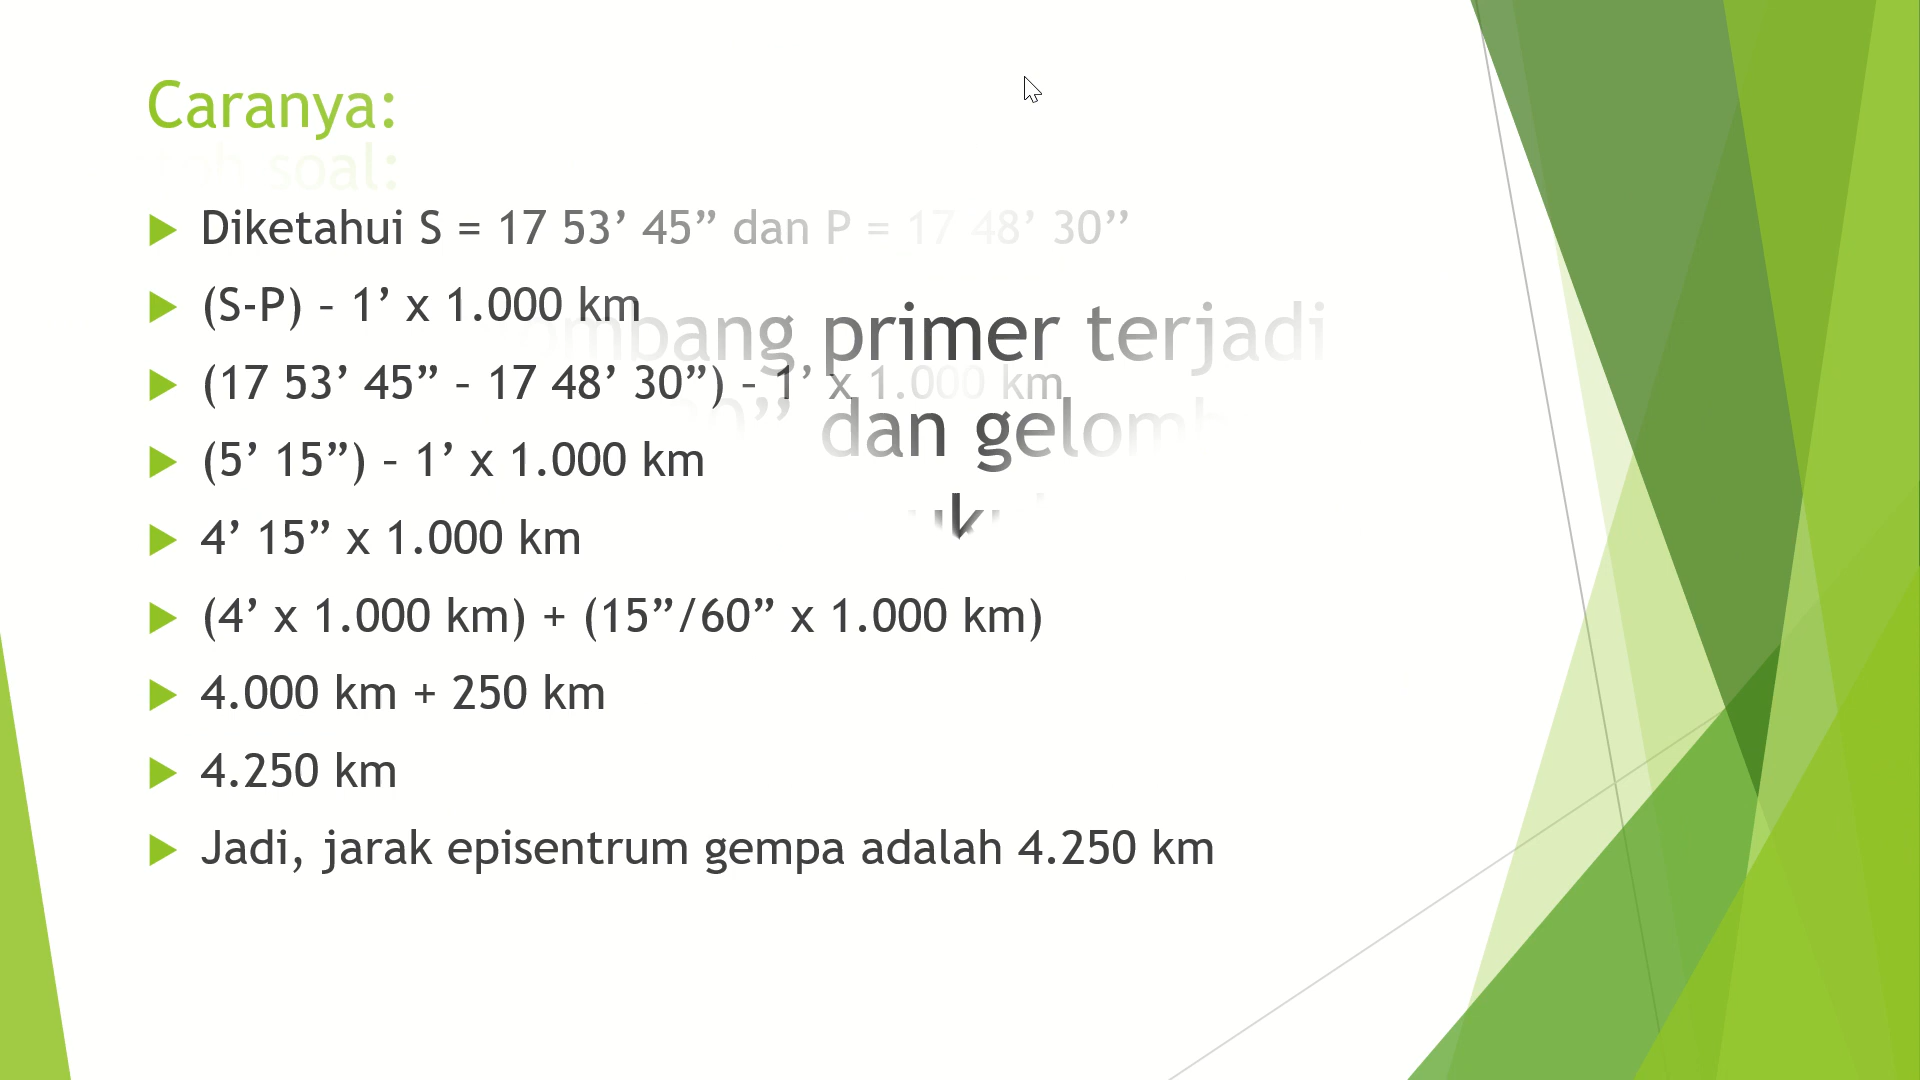 Caranya:
soal:
Diketahui S = 17 53’ 45” dan P = 17 48’ 30’’
(S-P) – 1’ x 1.000 km
primer terjadi
(17 53’ 45” – 17 48’ 30”) – 1’ x 1.000 km
dan
(5’ 15”) – 1’ x 1.000 km
4’ 15” x 1.000 km
(4’ x 1.000 km) + (15”/60” x 1.000 km)
4.000 km + 250 km
4.250 km
Jadi, jarak episentrum gempa adalah 4.250 km